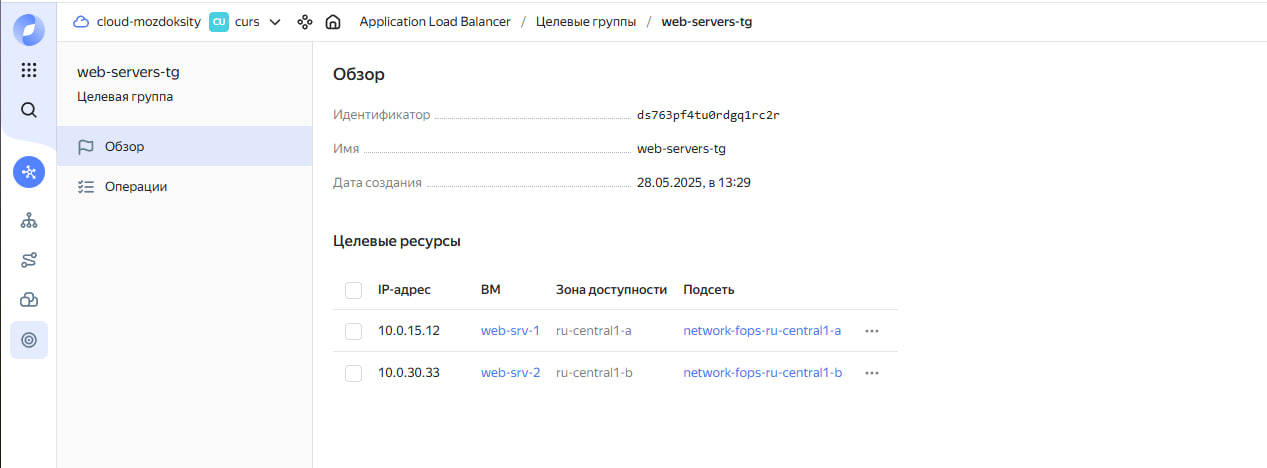 cloud-mozdoksity CU curs Application Load Balancer / Целевые группы / web-servers-tg
web-servers-tg
Целевая группа
Обзор
Операции
Обзор
Идентификатор ds763pf4tu0rdgq1rc2r
Имя web-servers-tg
Дата создания 28.05.2025, в 13:29
Целевые ресурсы
IP-адрес ВМ Зона доступности Подсеть
10.0.15.12 web-srv-1 ru-central1-a network-fops-ru-central1-a
10.0.30.33 web-srv-2 ru-central1-b network-fops-ru-central1-b